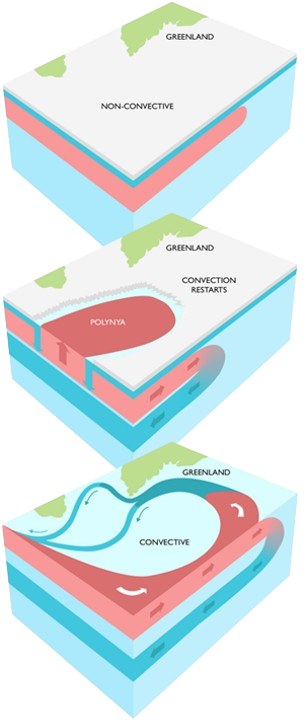 GREENLAND
NON-CONVECTIVE
GREENLAND
CONVECTION
RESTARTS
POLYNYA
GREENLAND
CONVECTIVE